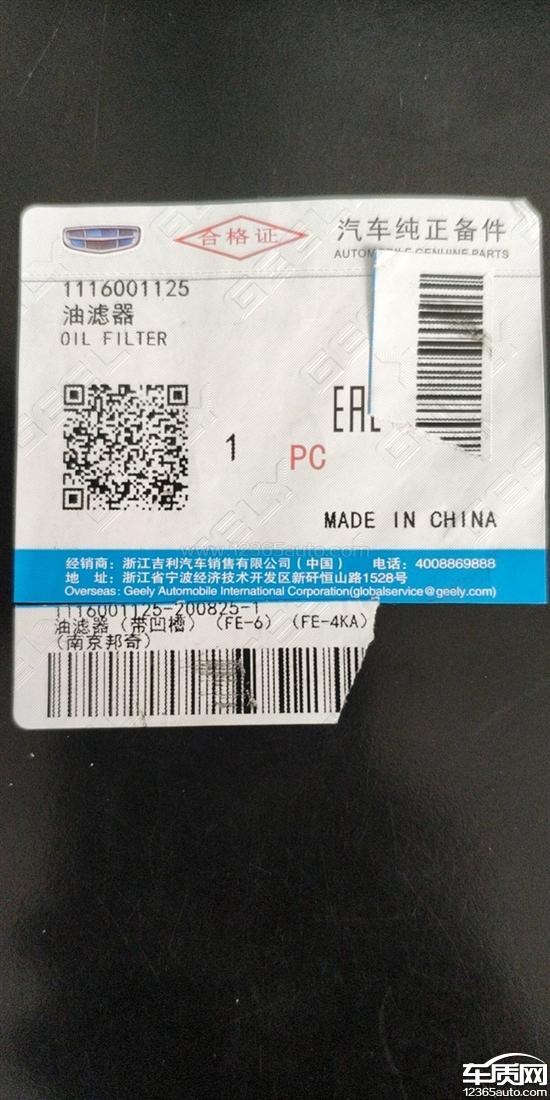 合格证
汽车纯正备件
AUTOMOBILE GENUINE PARTS
1116001125
油滤器
OIL FILTER
1
PC
MADE IN CHINA
www.12365auto.com
经销商：浙江吉利汽车销售有限公司（中国） 电话：4008869888
地 址：浙江省宁波经济技术开发区新矸恒山路1528号
Overseas: Geely Automobile International Corporation(globalservice@geely.com)
1116001125-200825-1
油滤器（带凹槽）（FE-6）（FE-4KA）
（南京邦奇）
GEELY
车质网
12365auto.com